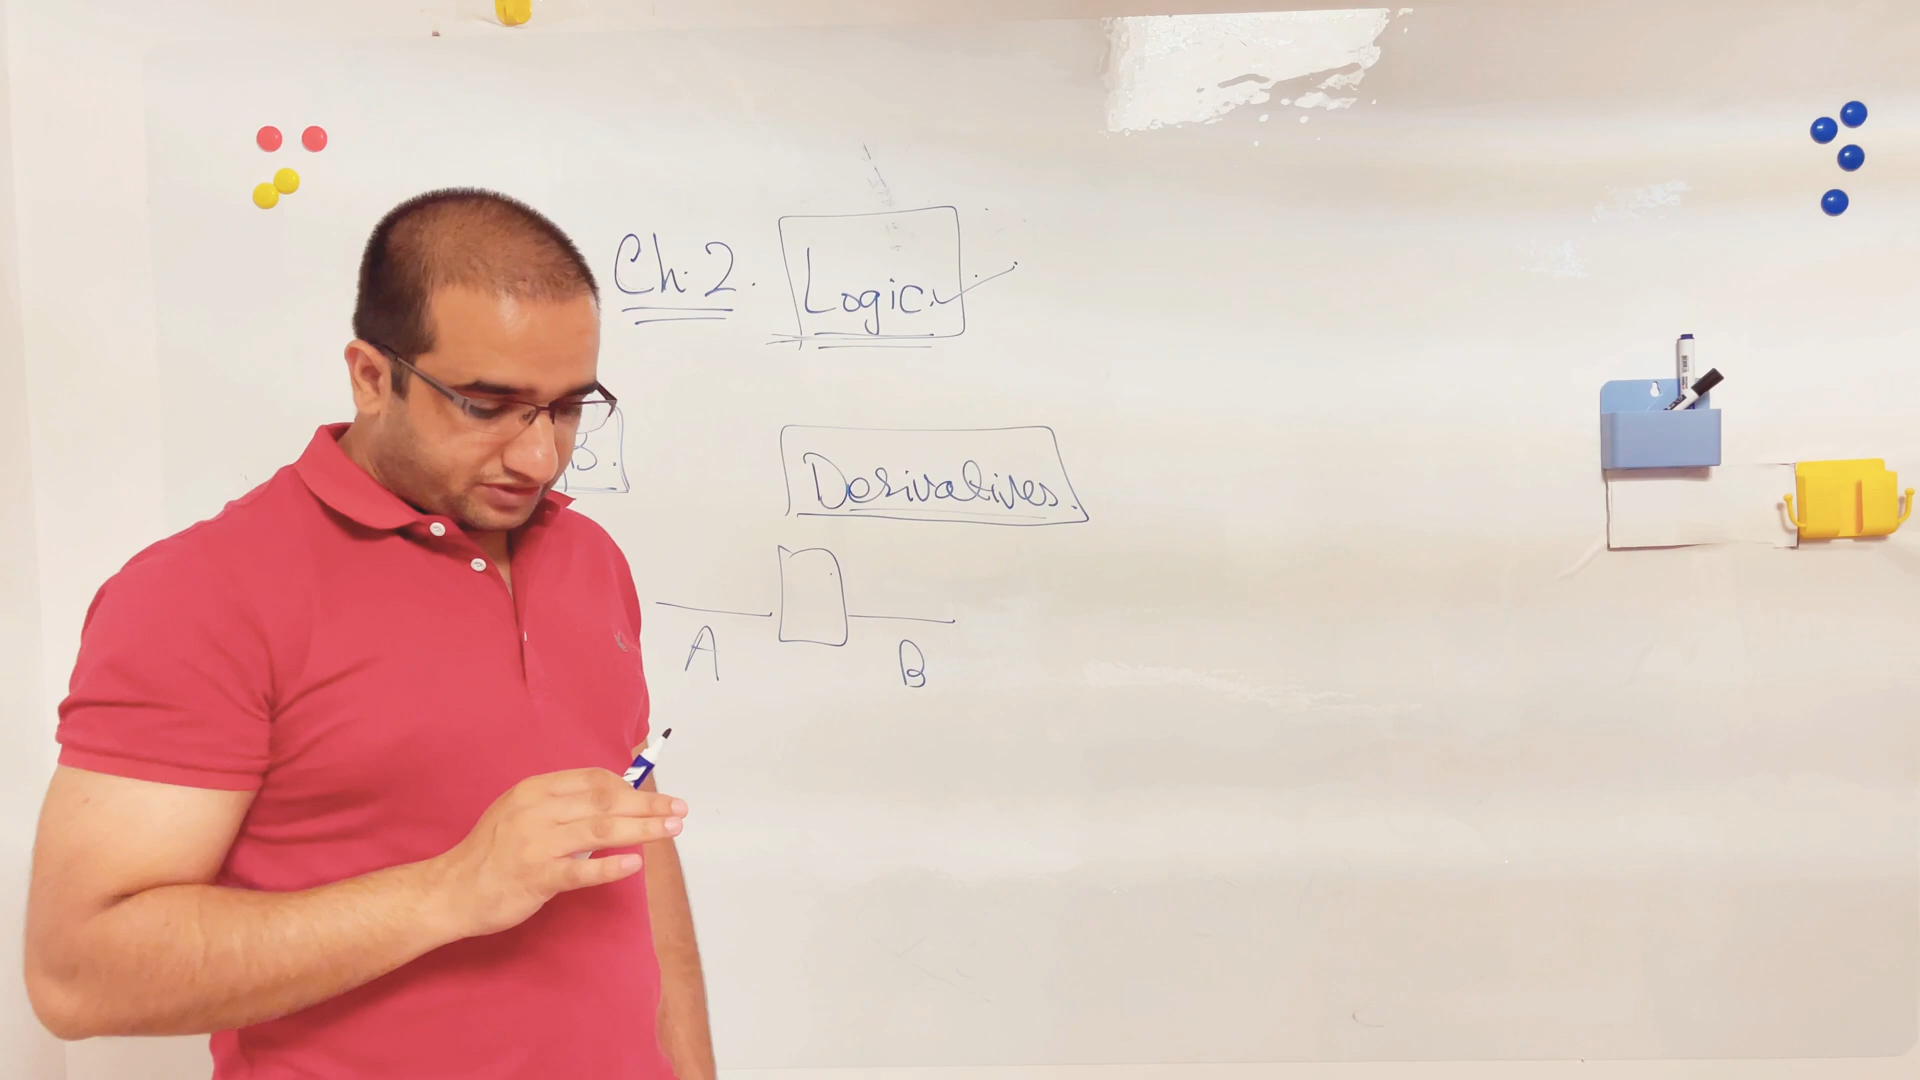 Ch. 2. Logic.
B. Derivatives.
A B